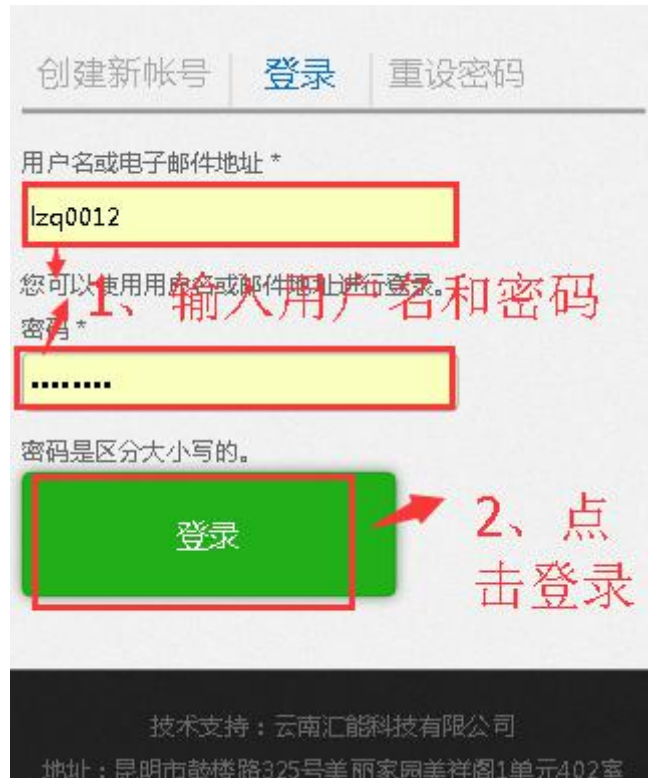 创建新帐号 登录 重设密码
用户名或电子邮件地址 *
lzq0012
您可以使用用户名或邮件地址进行登录。
1、输入用户名和密码
密码 *
••••••••
密码是区分大小写的。
登录
2、点
击登录
技术支持：云南汇能科技有限公司
地址：昆明市鼓楼路325号美丽家园美祥阁1单元402室